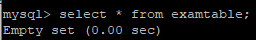 mysql> select * from examtable;
Empty set (0.00 sec)